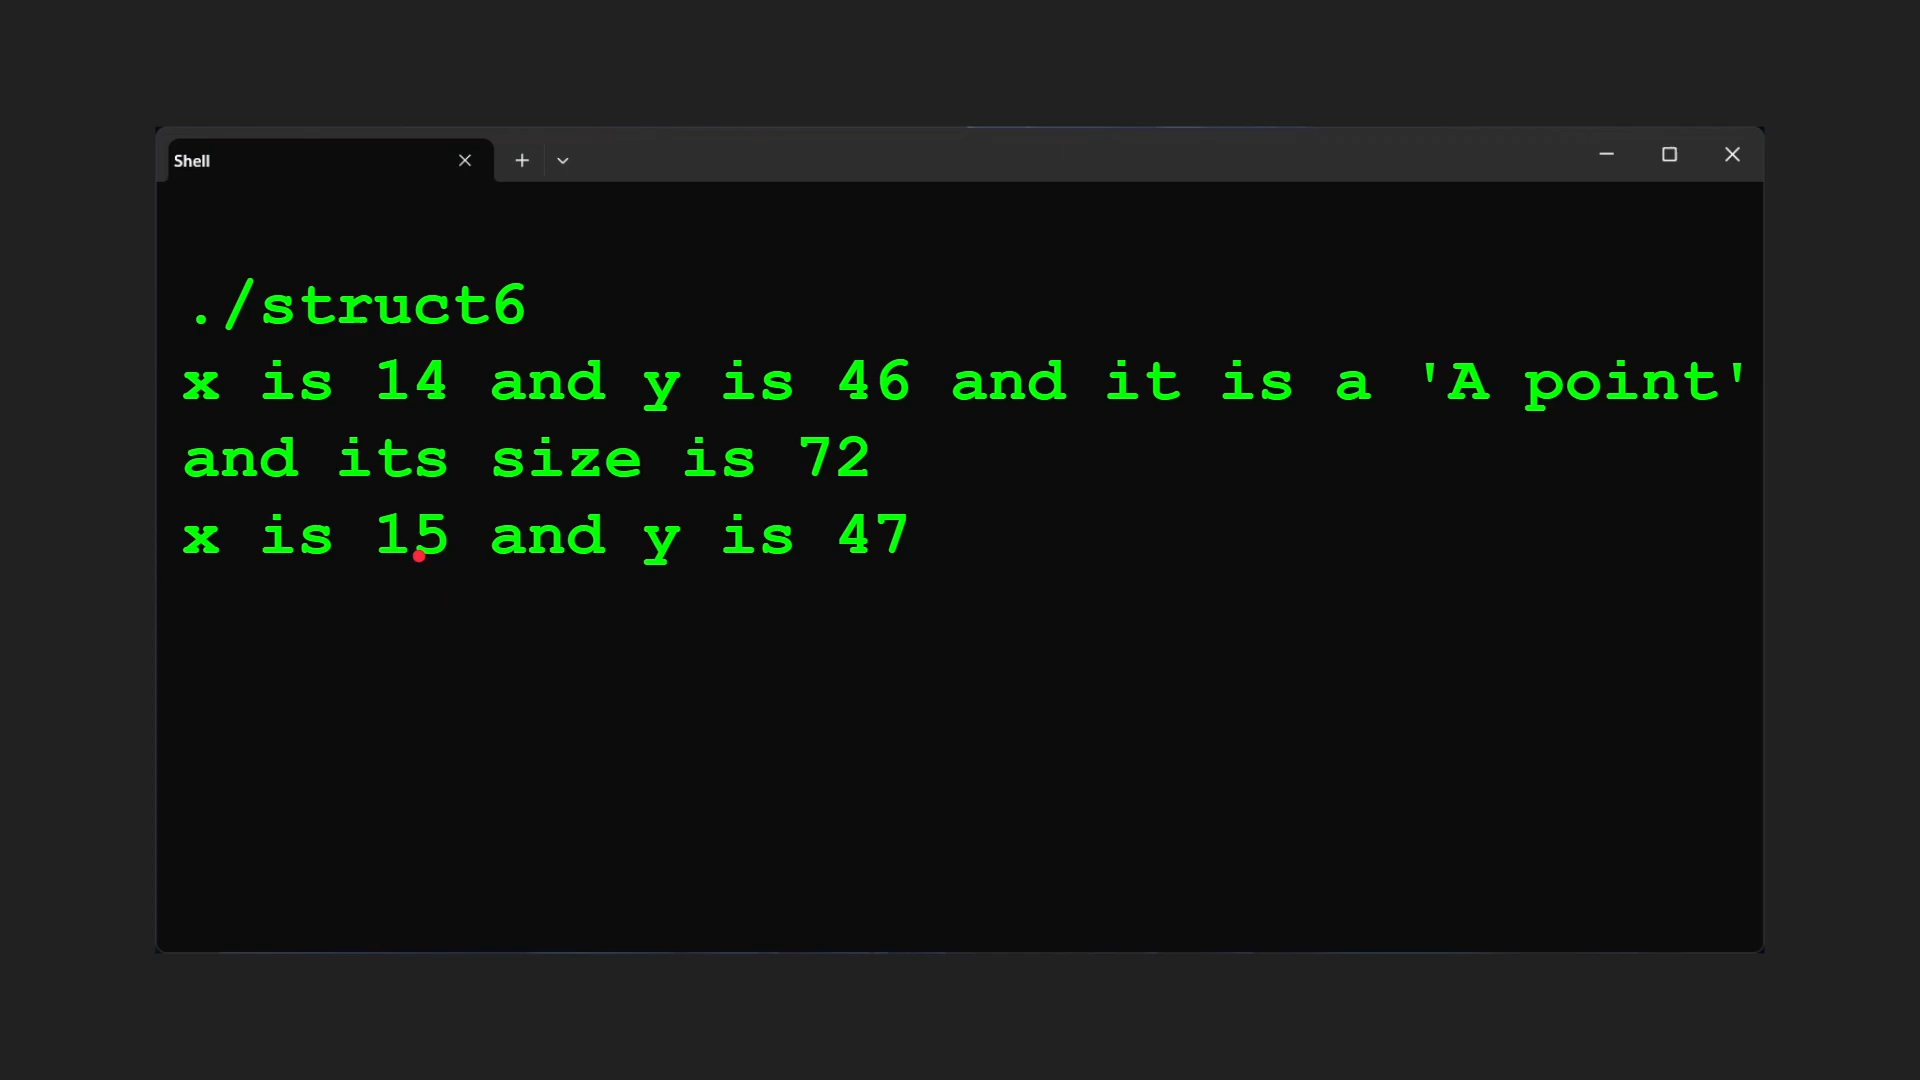 Shell
./struct6
x is 14 and y is 46 and it is a 'A point'
and its size is 72
x is 15 and y is 47